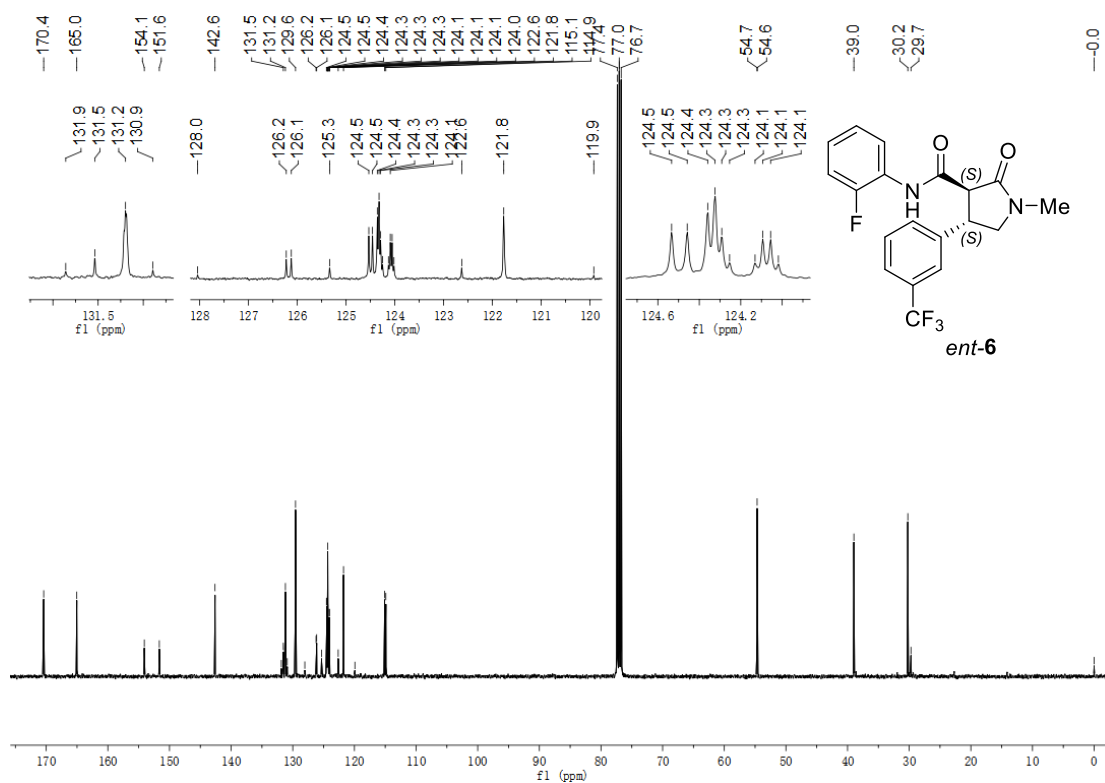 170.4 165.0 154.1 151.6 142.6 131.5 131.2 129.6 126.2 126.1 124.5 124.5 124.4 124.3 124.3 124.3 124.1 124.1 124.1 124.0 122.6 121.8 115.1 114.9 77.4 77.0 76.7 54.7 54.6 39.0 30.2 29.7 -0.0
131.9 131.5 131.2 130.9
131.5
f1 (ppm)
128.0 126.2 126.1 125.3 124.5 124.5 124.4 124.3 124.3 124.1 122.6 121.8 119.9
128 127 126 125 124 123 122 121 120
f1 (ppm)
124.5 124.5 124.4 124.3 124.3 124.3 124.1 124.1 124.1
124.6 124.2
f1 (ppm)
O O
(S)
N
H
F
N Me
(S)
CF3
ent-6
170 160 150 140 130 120 110 100 90 80 70 60 50 40 30 20 10 0
f1 (ppm)